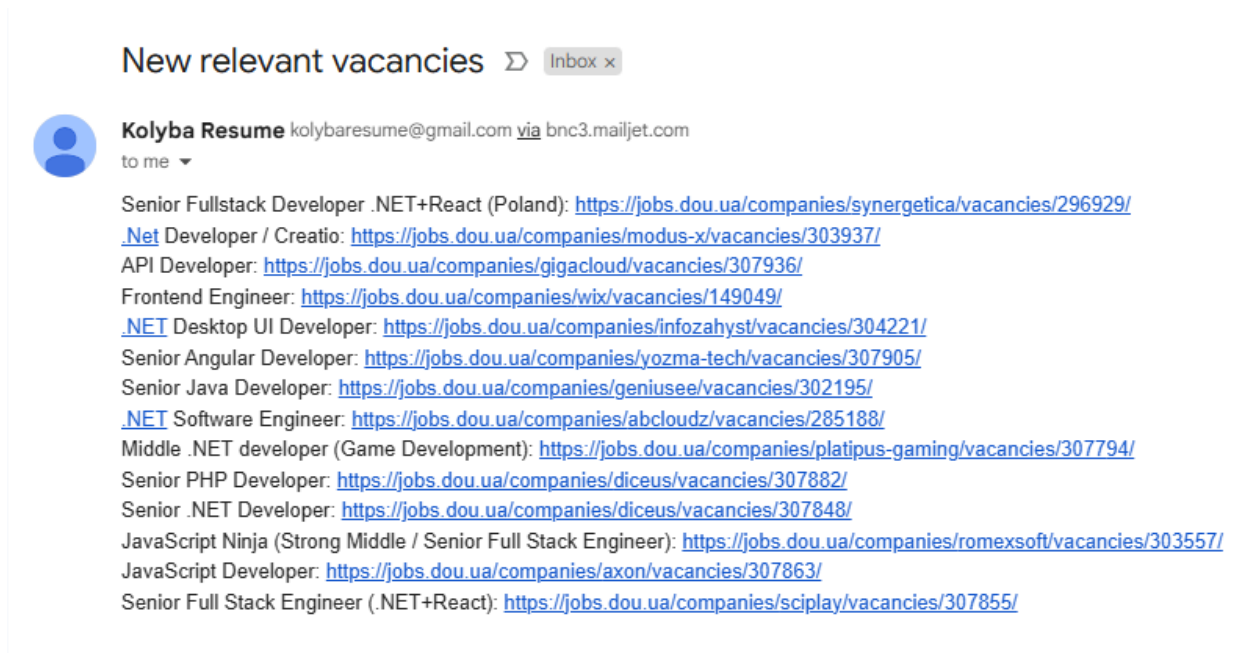 New relevant vacancies Inbox x
Kolyba Resume kolybaresume@gmail.com via bnc3.mailjet.com
to me
Senior Fullstack Developer .NET+React (Poland): https://jobs.dou.ua/companies/synergetica/vacancies/296929/
.Net Developer / Creatio: https://jobs.dou.ua/companies/modus-x/vacancies/303937/
API Developer: https://jobs.dou.ua/companies/gigacloud/vacancies/307936/
Frontend Engineer: https://jobs.dou.ua/companies/wix/vacancies/149049/
.NET Desktop UI Developer: https://jobs.dou.ua/companies/infozahyst/vacancies/304221/
Senior Angular Developer: https://jobs.dou.ua/companies/yozma-tech/vacancies/307905/
Senior Java Developer: https://jobs.dou.ua/companies/geniusee/vacancies/302195/
.NET Software Engineer: https://jobs.dou.ua/companies/abcloudz/vacancies/285188/
Middle .NET developer (Game Development): https://jobs.dou.ua/companies/platipus-gaming/vacancies/307794/
Senior PHP Developer: https://jobs.dou.ua/companies/diceus/vacancies/307882/
Senior .NET Developer: https://jobs.dou.ua/companies/diceus/vacancies/307848/
JavaScript Ninja (Strong Middle / Senior Full Stack Engineer): https://jobs.dou.ua/companies/romexsoft/vacancies/303557/
JavaScript Developer: https://jobs.dou.ua/companies/axon/vacancies/307863/
Senior Full Stack Engineer (.NET+React): https://jobs.dou.ua/companies/sciplay/vacancies/307855/